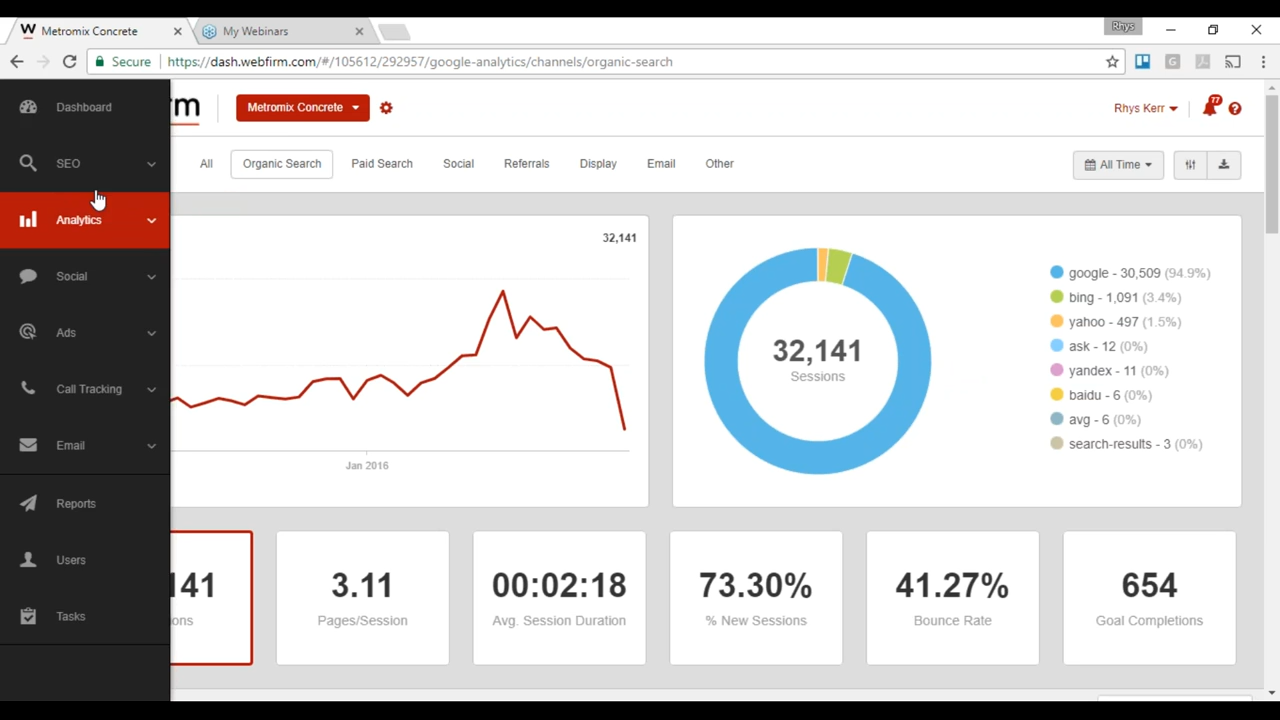 W Metromix Concrete
My Webinars
Rhys
Secure
https://dash.webfirm.com/#/105612/292957/google-analytics/channels/organic-search
Dashboard
SEO
Analytics
Social
Ads
Call Tracking
Email
Reports
Users
Tasks
rm
Metromix Concrete
Rhys Kerr
77
?
All
Organic Search
Paid Search
Social
Referrals
Display
Email
Other
All Time
32,141
Jan 2016
32,141
Sessions
google - 30,509 (94.9%)
bing - 1,091 (3.4%)
yahoo - 497 (1.5%)
ask - 12 (0%)
yandex - 11 (0%)
baidu - 6 (0%)
avg - 6 (0%)
search-results - 3 (0%)
141
ons
3.11
Pages/Session
00:02:18
Avg. Session Duration
73.30%
% New Sessions
41.27%
Bounce Rate
654
Goal Completions